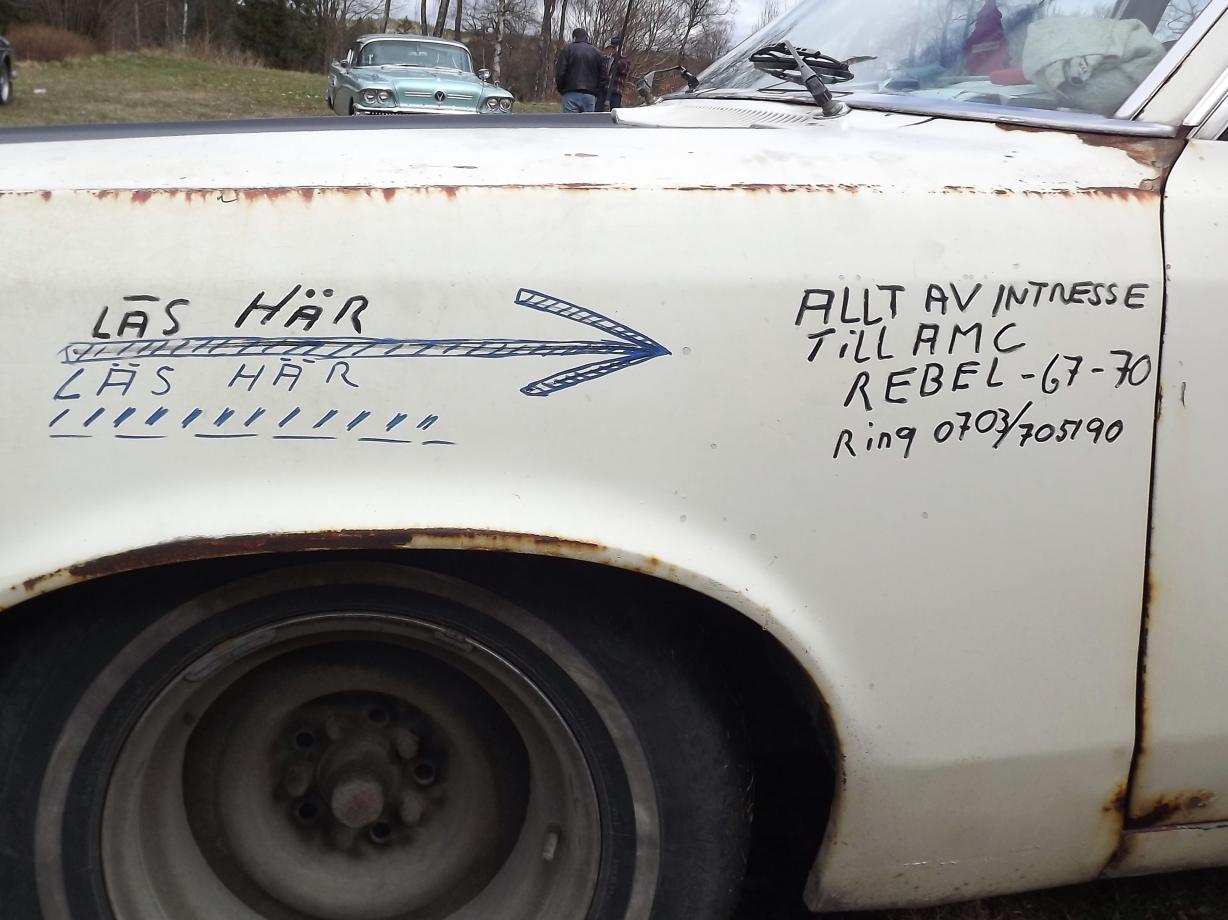 LÄS HÄR
LÄS HÄR
ALLT AV INTRESSE
TiLL AMC
REBEL -67-70
Ring 0703/705190